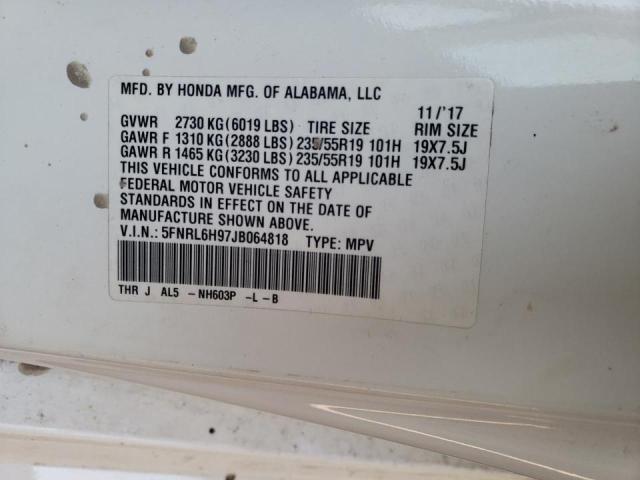 MFD. BY HONDA MFG. OF ALABAMA, LLC
11/'17
GVWR 2730 KG(6019 LBS) TIRE SIZE RIM SIZE
GAWR F 1310 KG(2888 LBS) 235/55R19 101H 19X7.5J
GAWR R 1465 KG(3230 LBS) 235/55R19 101H 19X7.5J
THIS VEHICLE CONFORMS TO ALL APPLICABLE
FEDERAL MOTOR VEHICLE SAFETY
STANDARDS IN EFFECT ON THE DATE OF
MANUFACTURE SHOWN ABOVE.
V.I.N.: 5FNRL6H97JB064818 TYPE: MPV
THR J AL5 -NH603P -L-B